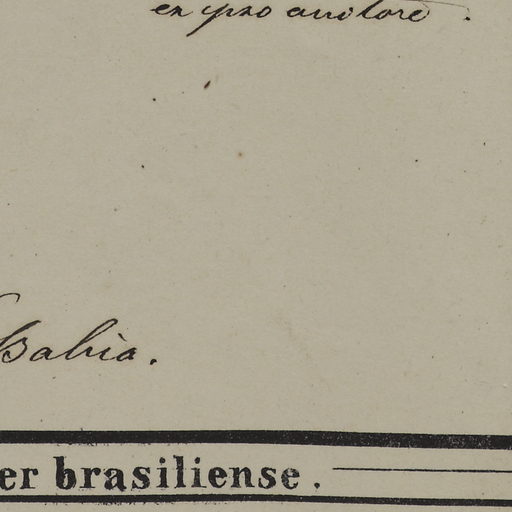 ex ipso auctore.
Bahia.
er brasiliense.